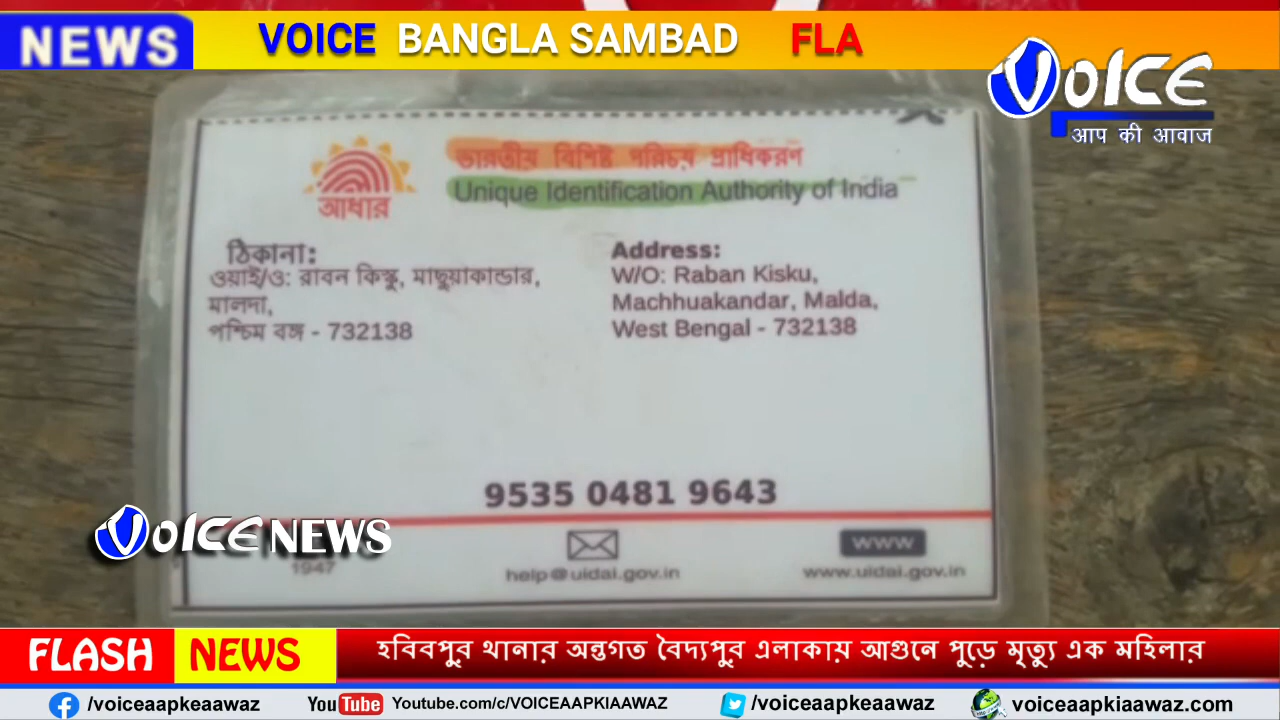 NEWS
VOICE BANGLA SAMBAD FLA
VOICE
आप की आवाज
ভারতীয় বিশিষ্ট পরিচয় প্রাধিকরণ
Unique Identification Authority of India
আধার
ঠিকানা:
ওয়াই/ও: রাবন কিস্কু, মাছুয়াকান্ডার,
মালদা,
পশ্চিম বঙ্গ - 732138
Address:
W/O: Raban Kisku,
Machhuakandar, Malda,
West Bengal - 732138
9535 0481 9643
VOICE NEWS
1947
help@uidai.gov.in
www
www.uidai.gov.in
FLASH NEWS
হবিবপুর থানার অন্তগত বৈদ্যপুর এলাকায় আগুনে পুড়ে মৃত্যু এক মহিলার
/voiceaapkeaawaz
YouTube Youtube.com/c/VOICEAAPKIAAWAZ
/voiceaapkeaawaz
voiceaapkiaawaz.com